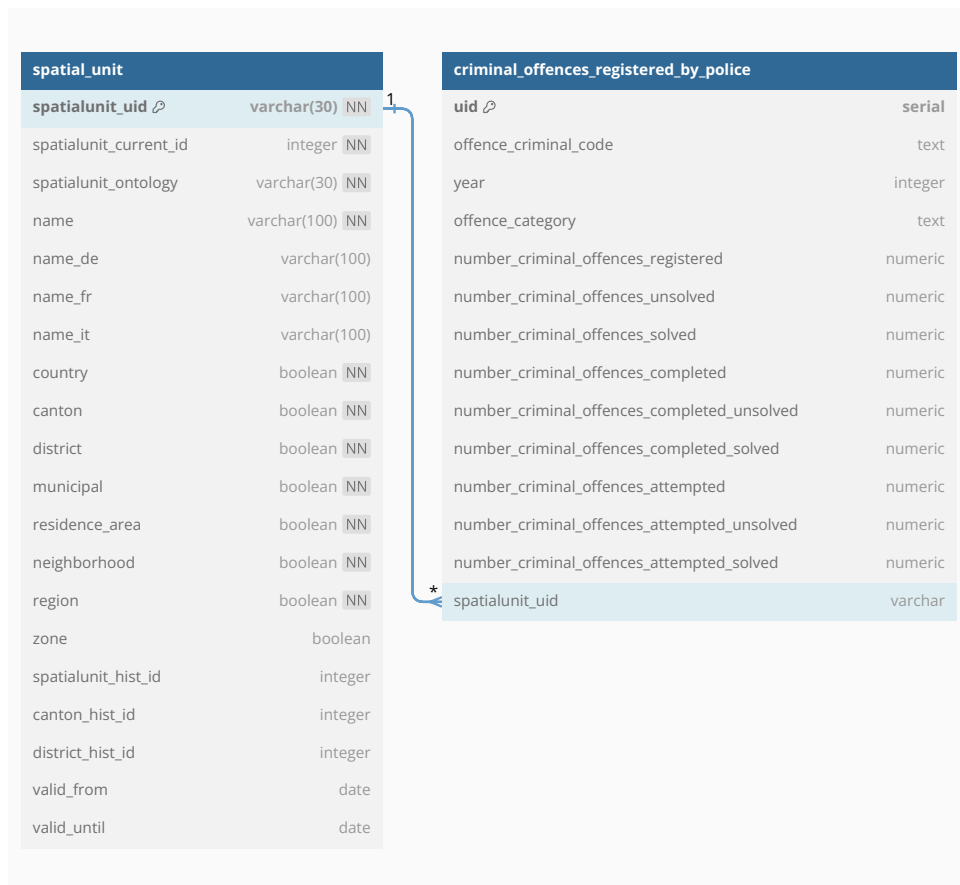 spatial_unit
spatialunit_uid varchar(30) NN
spatialunit_current_id integer NN
spatialunit_ontology varchar(30) NN
name varchar(100) NN
name_de varchar(100)
name_fr varchar(100)
name_it varchar(100)
country boolean NN
canton boolean NN
district boolean NN
municipal boolean NN
residence_area boolean NN
neighborhood boolean NN
region boolean NN
zone boolean
spatialunit_hist_id integer
canton_hist_id integer
district_hist_id integer
valid_from date
valid_until date
1
*
criminal_offences_registered_by_police
uid serial
offence_criminal_code text
year integer
offence_category text
number_criminal_offences_registered numeric
number_criminal_offences_unsolved numeric
number_criminal_offences_solved numeric
number_criminal_offences_completed numeric
number_criminal_offences_completed_unsolved numeric
number_criminal_offences_completed_solved numeric
number_criminal_offences_attempted numeric
number_criminal_offences_attempted_unsolved numeric
number_criminal_offences_attempted_solved numeric
spatialunit_uid varchar